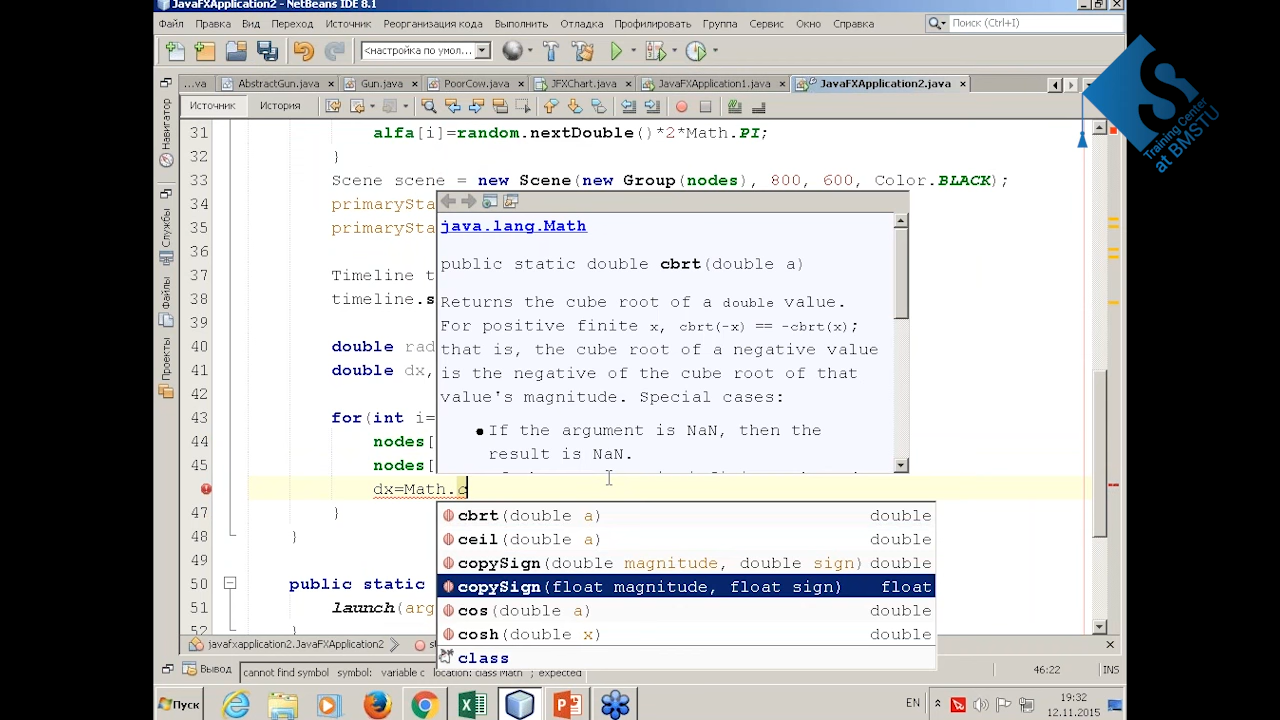 JavaFXApplication2 - NetBeans IDE 8.1
Файл Правка Вид Переход Источник Реорганизация кода Выполнить Отладка Профилировать Группа Сервис Окно Справка
Поиск (Ctrl+I)
<настройка по умол...
...va AbstractGun.java Gun.java PoorCow.java JFXChart.java JavaFXApplication1.java JavaFXApplication2.java
Training Center
at BMSTU
Источник История
Навигатор
Службы
Файлы
Проекты
31 alfa[i]=random.nextDouble()*2*Math.PI;
32 }
33 Scene scene = new Scene(new Group(nodes), 800, 600, Color.BLACK);
34 primarySta
35 primarySta
36
37 Timeline t
38 timeline.s
39
40 double rad
41 double dx,
42
43 for(int i=
44 nodes[
45 nodes[
dx=Math.c
47 }
48 }
49
50 public static
51 launch(arg
52 }
java.lang.Math
public static double cbrt(double a)
Returns the cube root of a double value.
For positive finite x, cbrt(-x) == -cbrt(x);
that is, the cube root of a negative value
is the negative of the cube root of that
value's magnitude. Special cases:
If the argument is NaN, then the
result is NaN.
cbrt(double a) double
ceil(double a) double
copySign(double magnitude, double sign) double
copySign(float magnitude, float sign) float
cos(double a) double
cosh(double x) double
class
javafxapplication2.JavaFXApplication2
Вывод cannot find symbol symbol: variable c location: class Math ; expected 46:22 INS
Пуск EN 19:32
12.11.2015